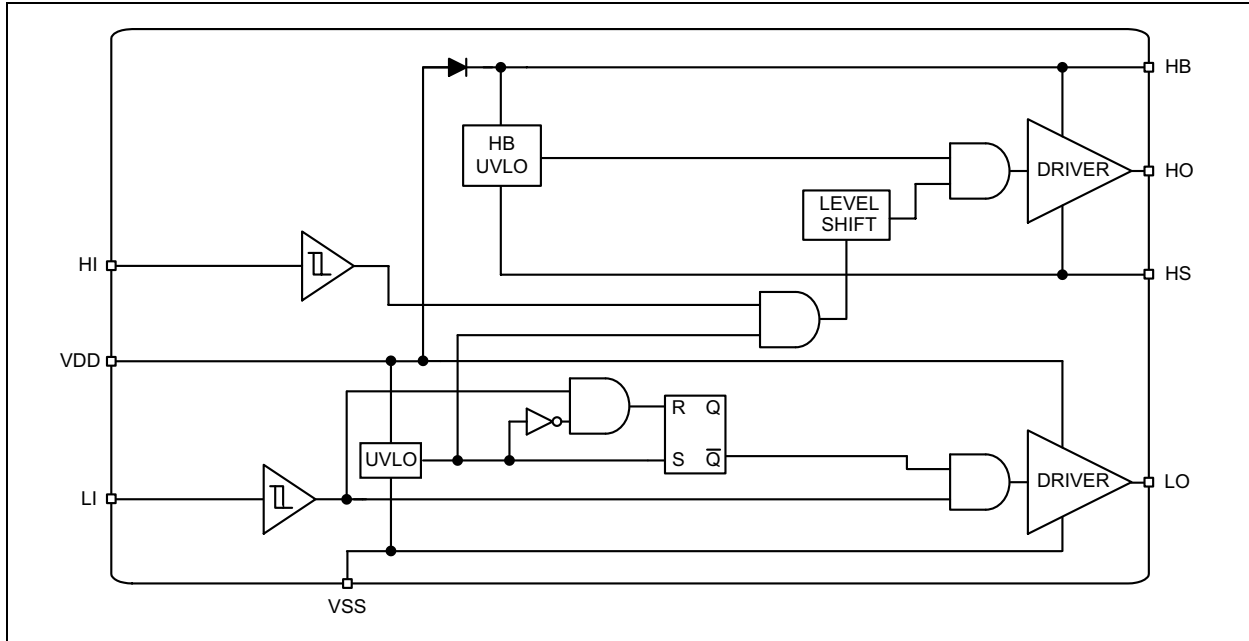 HB
HB
UVLO
DRIVER
HO
LEVEL
SHIFT
HI
HS
VDD
R Q
UVLO
S Q̅
DRIVER
LO
LI
VSS